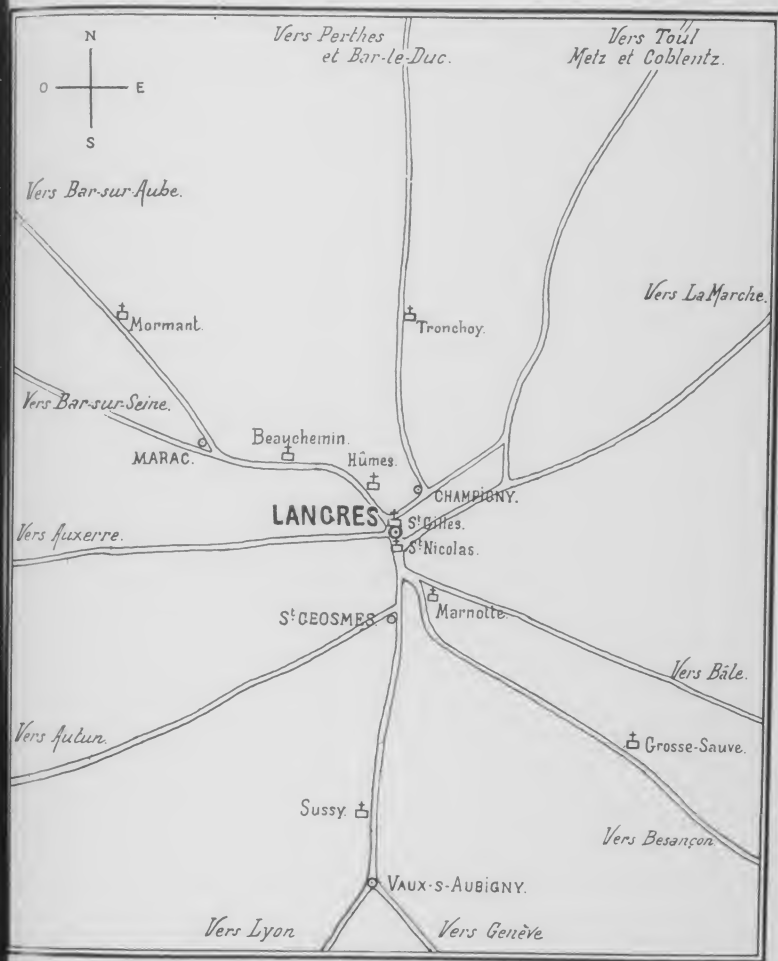 Vers Perthes
et Bar-le-Duc.
Vers Toul
Metz et Coblentz.
N
O
E
S
Vers Bar-sur-Aube.
Vers La Marche.
Mormant.
Tronchoy.
Vers Bar-sur-Seine.
Beauchemin.
MARAC.
Hûmes.
CHAMPIGNY.
LANGRES
St Gilles.
Vers Auxerre.
St Nicolas.
Marnotte.
St GEOSMES.
Vers Bâle.
Vers Autun.
Grosse-Sauve.
Sussy.
Vers Besançon
VAUX-S-AUBIGNY.
Vers Lyon
Vers Genève